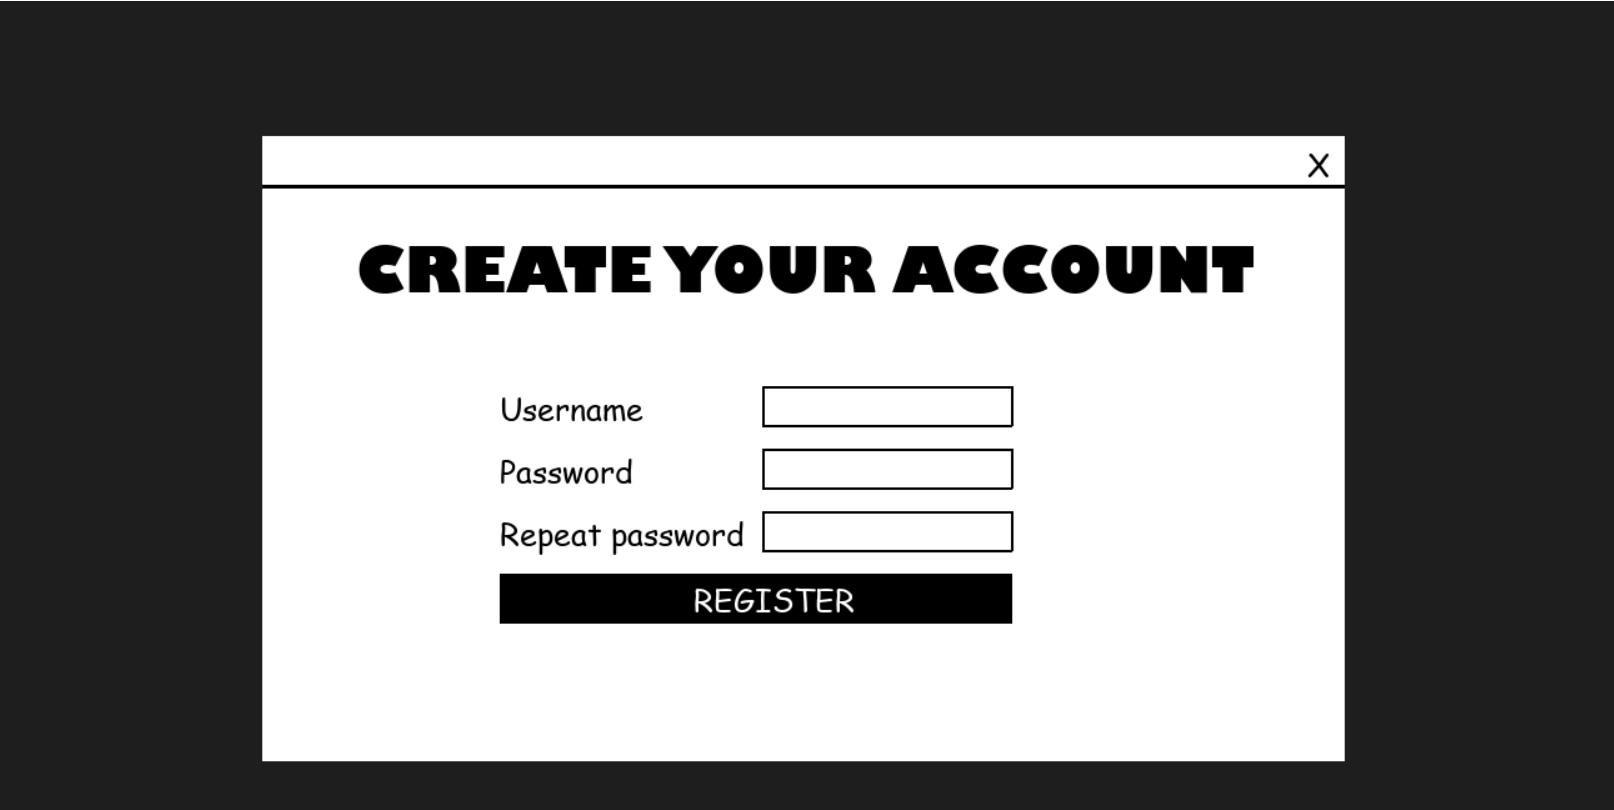 X
CREATE YOUR ACCOUNT
Username
Password
Repeat password
REGISTER